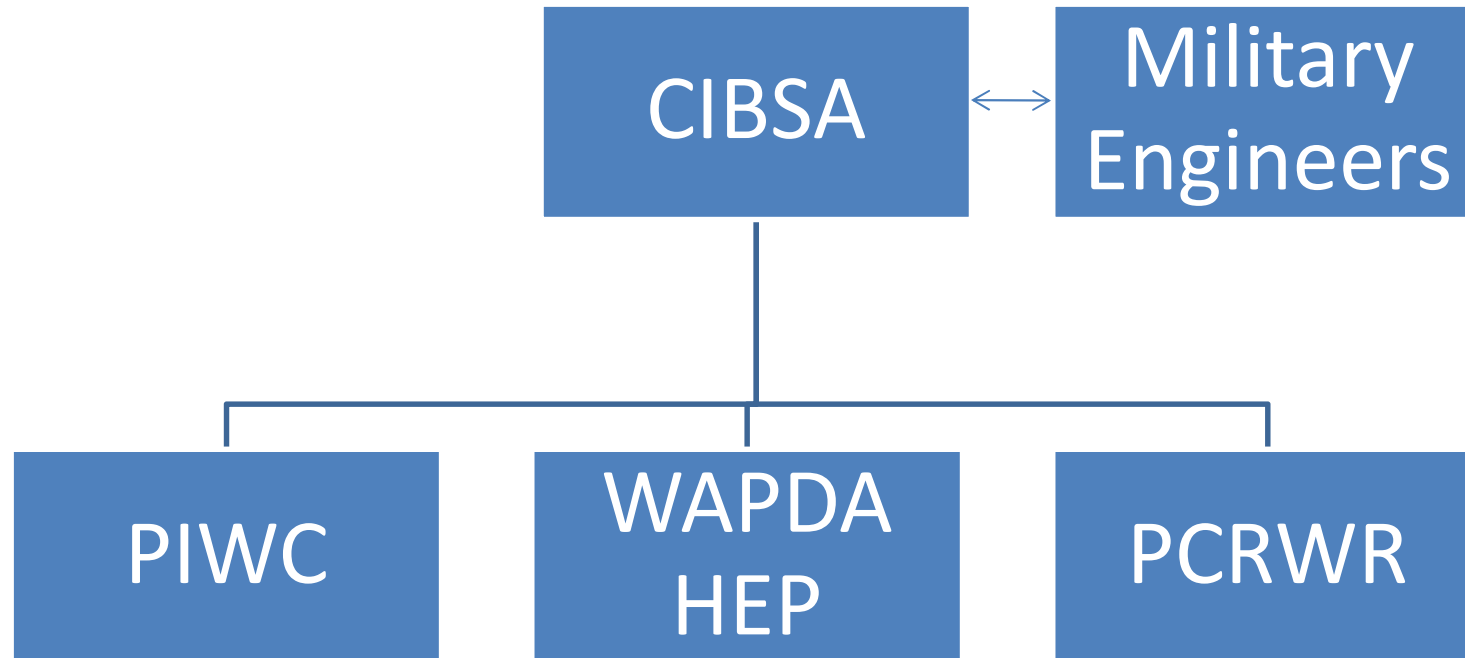 CIBSA
Military
Engineers
PIWC
WAPDA
HEP
PCRWR